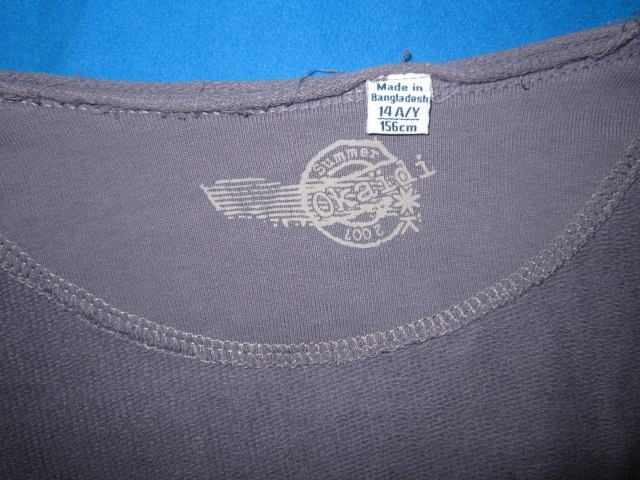 Made in
Bangladesh
14 A/Y
156cm
Summer
Okaïdi
2007